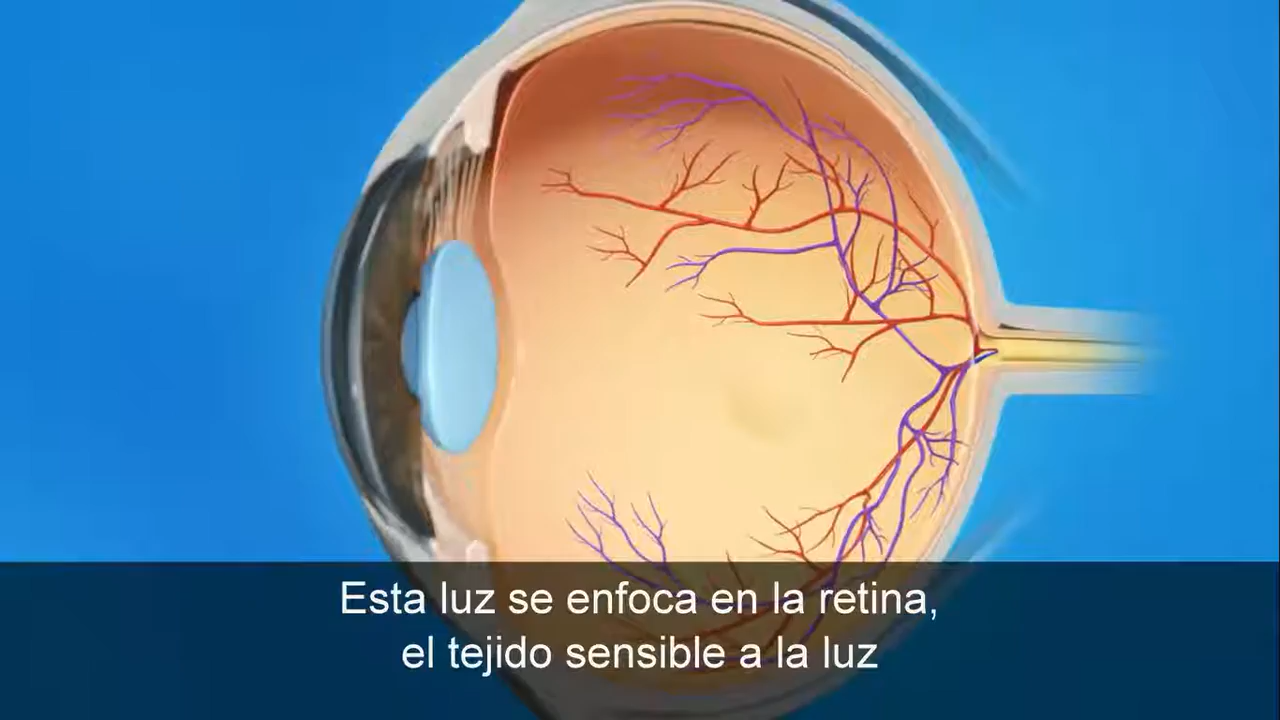 Esta luz se enfoca en la retina,
el tejido sensible a la luz